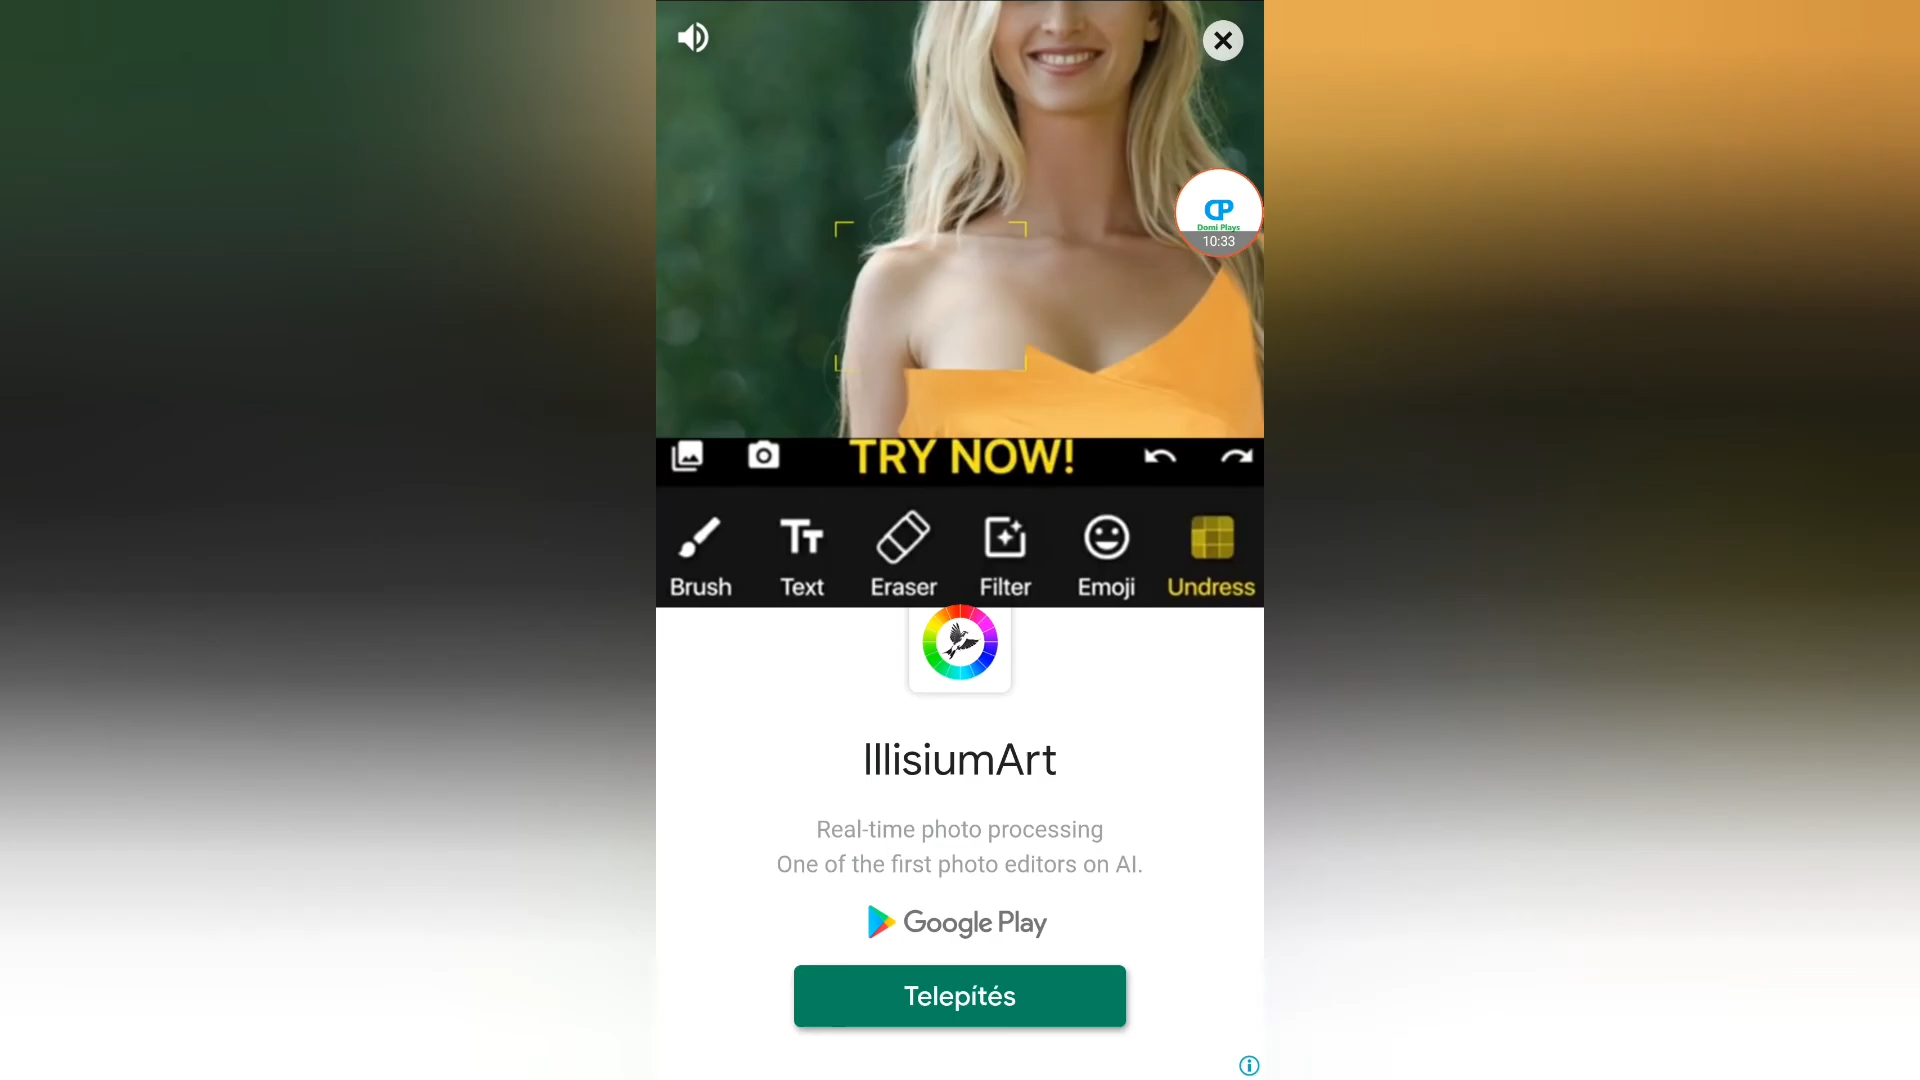 CP
Domi Plays
10:33
TRY NOW!
Brush
Text
Eraser
Filter
Emoji
Undress
IllisiumArt
Real-time photo processing
One of the first photo editors on AI.
Google Play
Telepítés